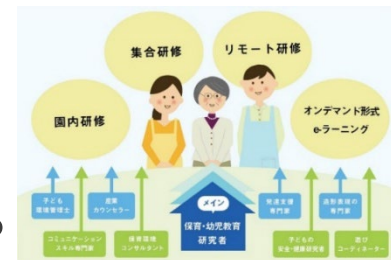 集合研修
リモート研修
園内研修
オンデマンド形式
e-ラーニング
子ども
環境管理士
産業
カウンセラー
メイン
保育・幼児教育
研究者
発達支援
専門家
造形表現の
専門家
コミュニケーション
スキル専門家
保育環境
コンサルタント
子どもの
安全・健康研究者
遊び
コーディネーター